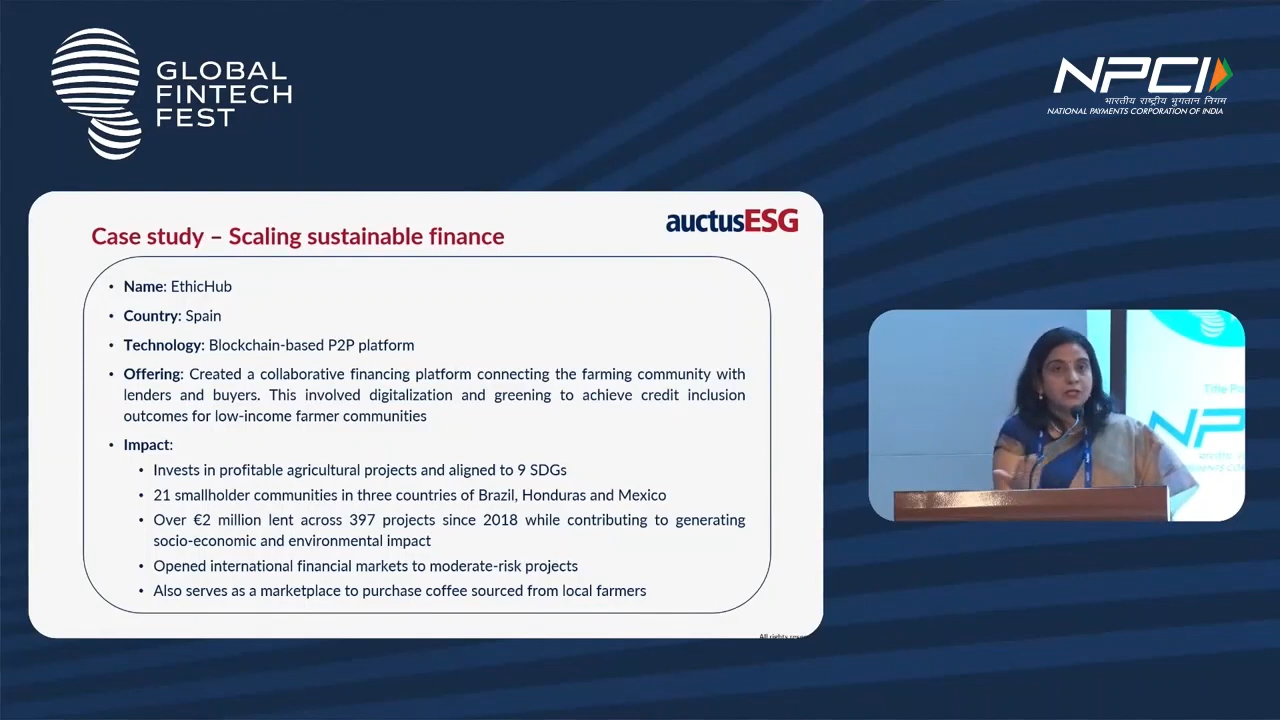 GLOBAL
FINTECH
FEST
NPCI
भारतीय राष्ट्रीय भुगतान निगम
NATIONAL PAYMENTS CORPORATION OF INDIA
auctusESG
Case study – Scaling sustainable finance
• Name: EthicHub
• Country: Spain
• Technology: Blockchain-based P2P platform
• Offering: Created a collaborative financing platform connecting the farming community with
lenders and buyers. This involved digitalization and greening to achieve credit inclusion
outcomes for low-income farmer communities
• Impact:
• Invests in profitable agricultural projects and aligned to 9 SDGs
• 21 smallholder communities in three countries of Brazil, Honduras and Mexico
• Over €2 million lent across 397 projects since 2018 while contributing to generating
socio-economic and environmental impact
• Opened international financial markets to moderate-risk projects
• Also serves as a marketplace to purchase coffee sourced from local farmers
All rights
Title
NP